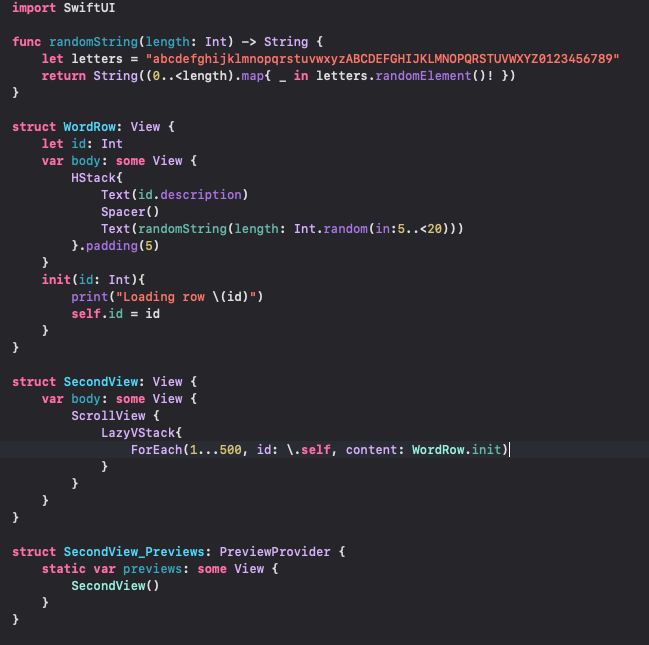 import SwiftUI

func randomString(length: Int) -> String {
    let letters = "abcdefghijklmnopqrstuvwxyzABCDEFGHIJKLMNOPQRSTUVWXYZ0123456789"
    return String((0..<length).map{ _ in letters.randomElement()! })
}

struct WordRow: View {
    let id: Int
    var body: some View {
        HStack{
            Text(id.description)
            Spacer()
            Text(randomString(length: Int.random(in:5..<20)))
        }.padding(5)
    }
    init(id: Int){
        print("Loading row \(id)")
        self.id = id
    }
}

struct SecondView: View {
    var body: some View {
        ScrollView {
            LazyVStack{
                ForEach(1...500, id: \.self, content: WordRow.init)
            }
        }
    }
}

struct SecondView_Previews: PreviewProvider {
    static var previews: some View {
        SecondView()
    }
}